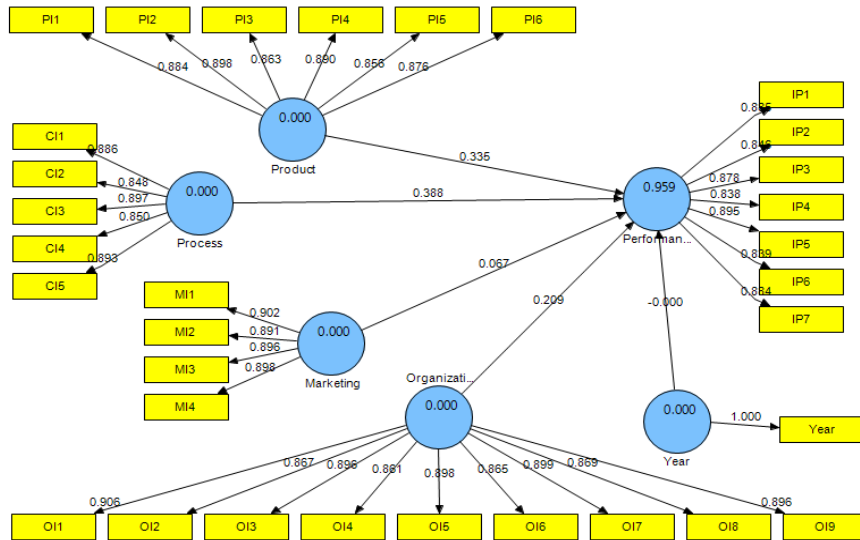 PI1 PI2 PI3 PI4 PI5 PI6
0.884 0.898 0.863 0.890 0.856 0.876
0.000
Product
CI1
CI2
CI3
CI4
CI5
0.886
0.848
0.897
0.850
0.893
0.000
Process
0.335
0.388
0.067
0.209
-0.000
0.959
Performan...
0.846
0.878
0.838
0.895
0.839
IP1
IP2
IP3
IP4
IP5
IP6
IP7
MI1
MI2
MI3
MI4
0.902
0.891
0.896
0.898
0.000
Marketing
Organizati...
0.000
0.000
Year
1.000
Year
0.906 0.867 0.896 0.861 0.898 0.865 0.899 0.869 0.896
OI1 OI2 OI3 OI4 OI5 OI6 OI7 OI8 OI9